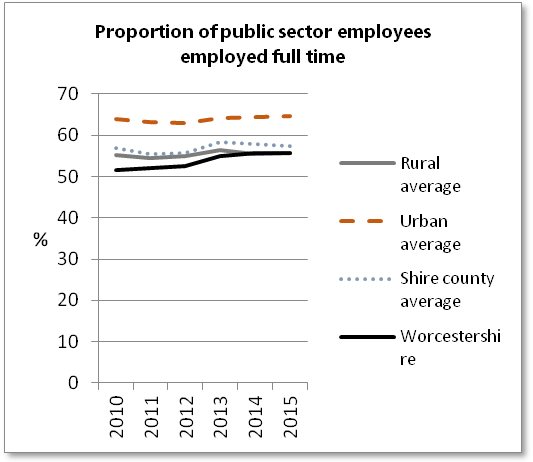 Proportion of public sector employees
employed full time
70
60
50
40
30
20
10
0
%
2010
2011
2012
2013
2014
2015
Rural
average
Urban
average
Shire county
average
Worcestershi
re